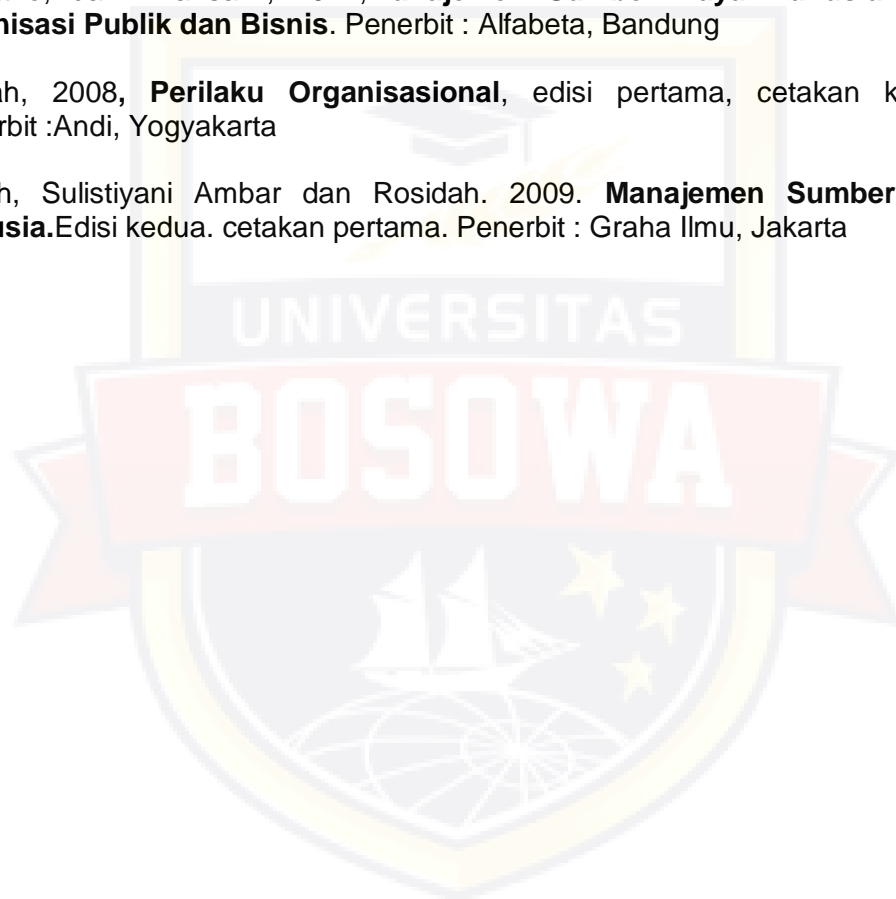 nisasi Publik dan Bisnis. Penerbit : Alfabeta, Bandung
ah, 2008, Perilaku Organisasional, edisi pertama, cetakan k
rbit :Andi, Yogyakarta
h, Sulistiyani Ambar dan Rosidah. 2009. Manajemen Sumber
usia.Edisi kedua. cetakan pertama. Penerbit : Graha Ilmu, Jakarta
UNIVERSITAS
BOSOWA